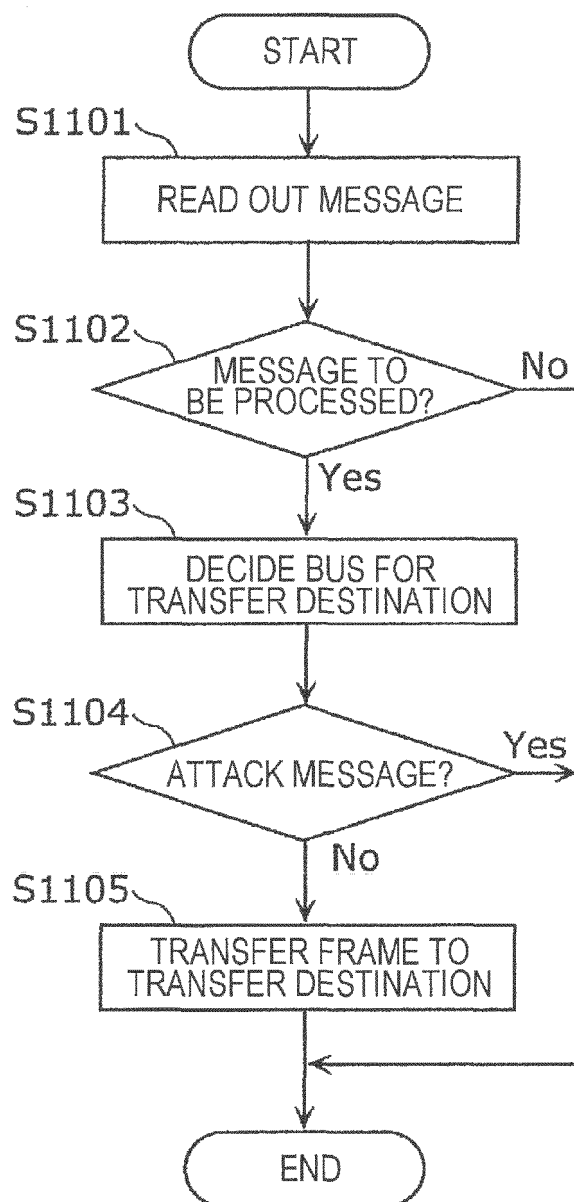 START
S1101
READ OUT MESSAGE
S1102
MESSAGE TO
BE PROCESSED?
No
Yes
S1103
DECIDE BUS FOR
TRANSFER DESTINATION
S1104
ATTACK MESSAGE?
Yes
No
S1105
TRANSFER FRAME TO
TRANSFER DESTINATION
END